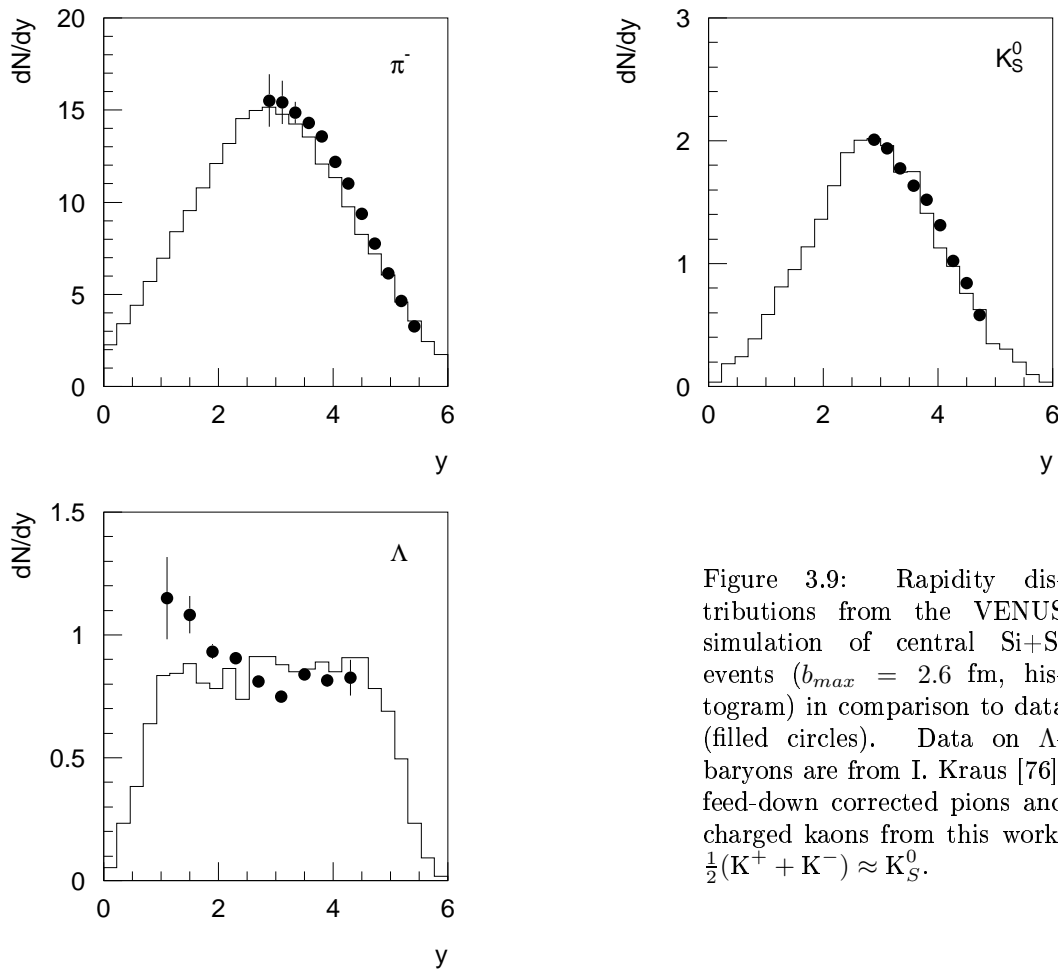 20
15
10
5
0
dN/dy
π-
0 2 4 6
y
3
2
1
0
dN/dy
K0S
0 2 4 6
y
1.5
1
0.5
0
dN/dy
Λ
0 2 4 6
y
Figure 3.9: Rapidity dis-
tributions from the VENUS
simulation of central Si+Si
events (bmax = 2.6 fm, his-
togram) in comparison to data
(filled circles). Data on Λ-
baryons are from I. Kraus [76]
feed-down corrected pions and
charged kaons from this work
½(K+ + K−) ≈ K0S.